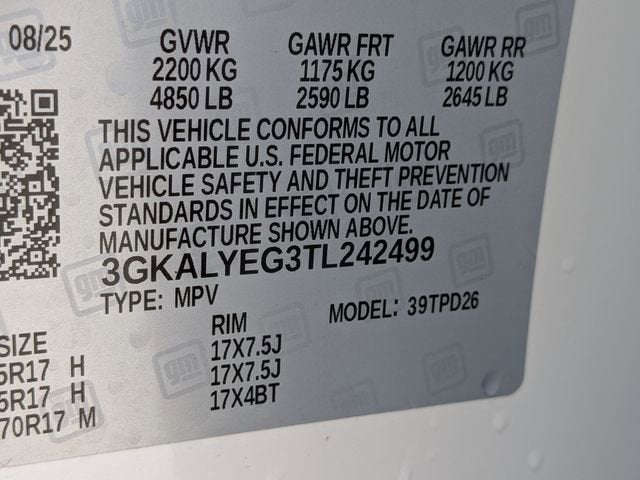 08/25 GVWR GAWR FRT GAWR RR
2200 KG 1175 KG 1200 KG
4850 LB 2590 LB 2645 LB
THIS VEHICLE CONFORMS TO ALL
APPLICABLE U.S. FEDERAL MOTOR
VEHICLE SAFETY AND THEFT PREVENTION
STANDARDS IN EFFECT ON THE DATE OF
MANUFACTURE SHOWN ABOVE.
3GKALYEG3TL242499
TYPE: MPV MODEL: 39TPD26
SIZE RIM
5R17 H 17X7.5J
5R17 H 17X7.5J
70R17 M 17X4BT